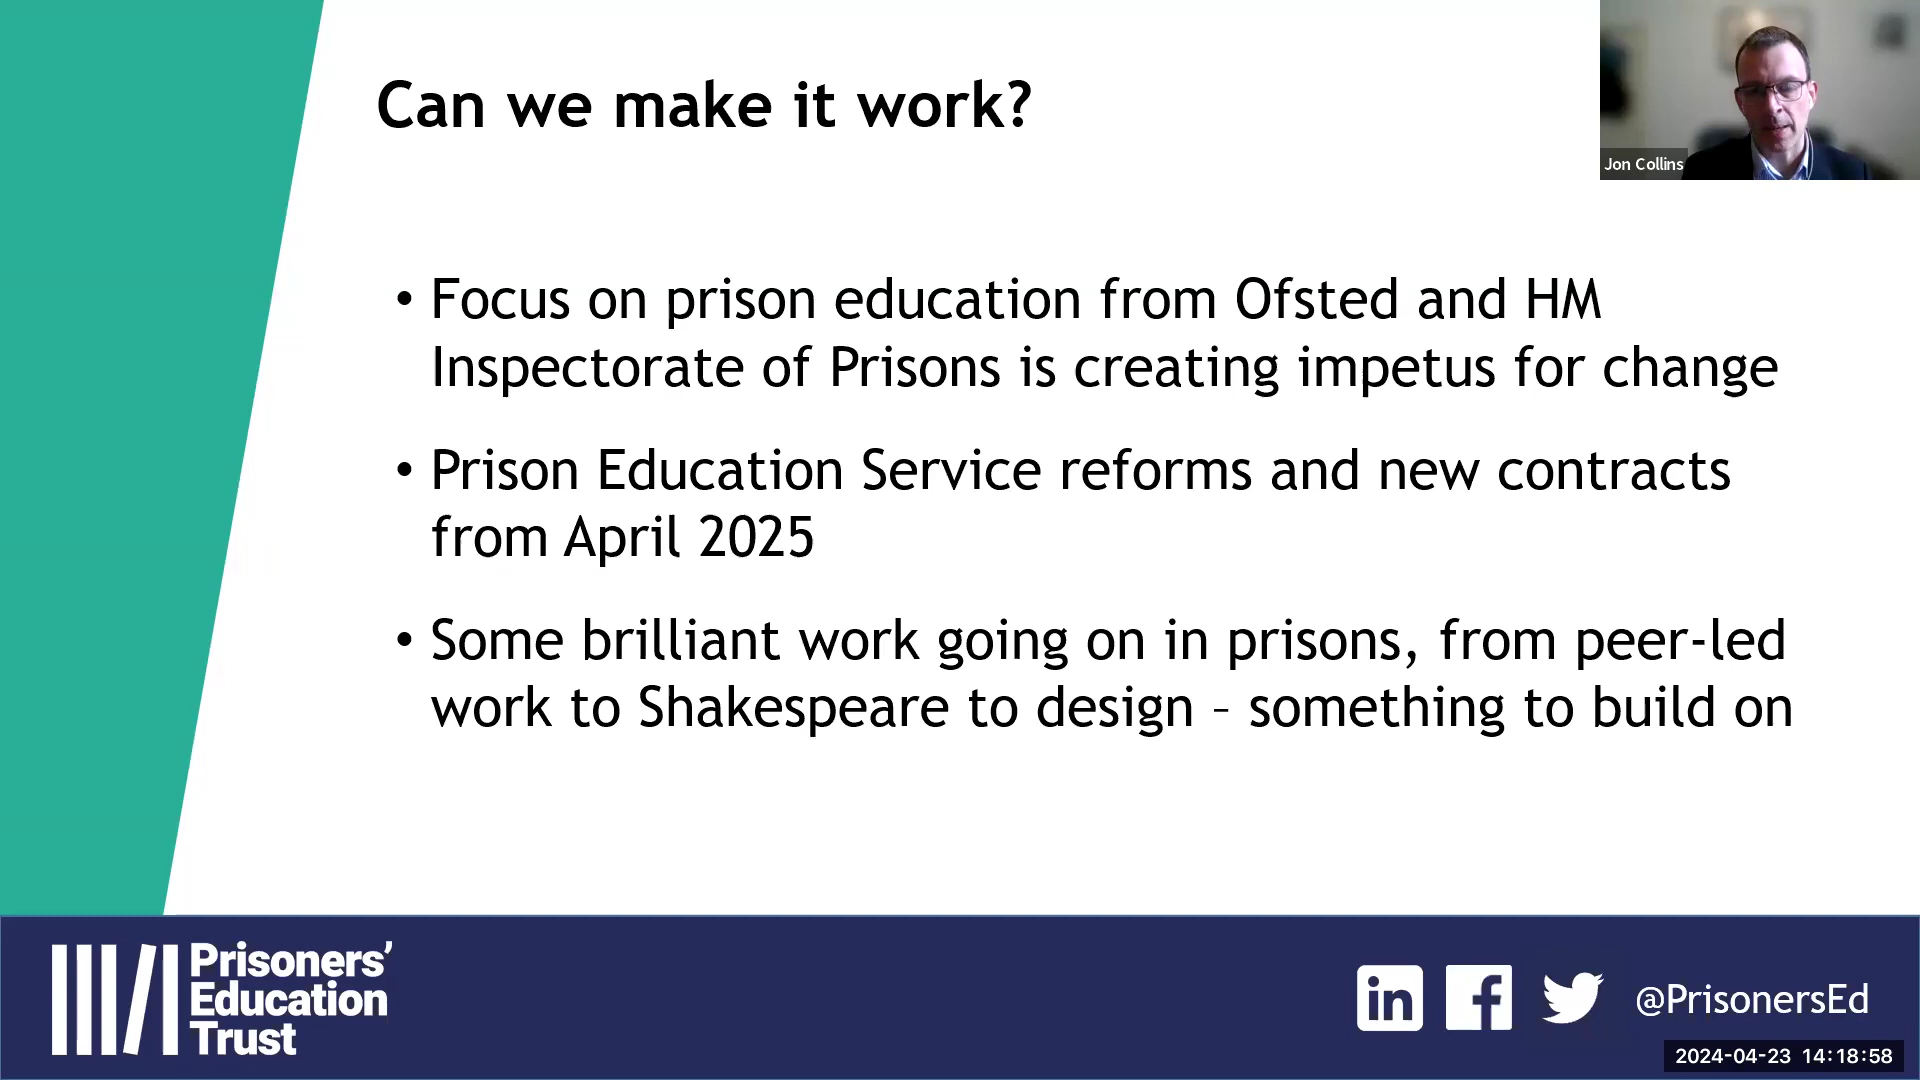 Can we make it work?
Jon Collins
• Focus on prison education from Ofsted and HM
Inspectorate of Prisons is creating impetus for change
• Prison Education Service reforms and new contracts
from April 2025
• Some brilliant work going on in prisons, from peer-led
work to Shakespeare to design – something to build on
Prisoners’
Education
Trust
in f @PrisonersEd
2024-04-23 14:18:58